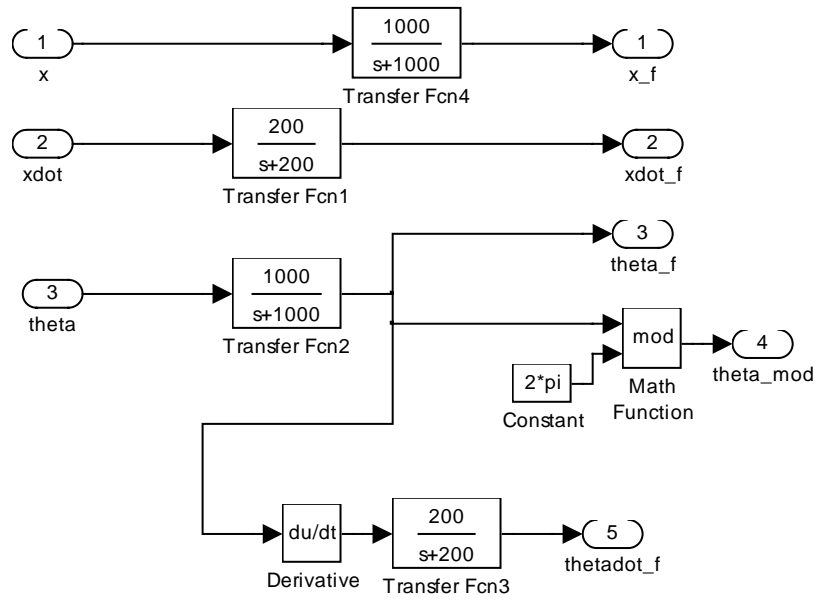 1
x
1000
s+1000
Transfer Fcn4
1
x_f
2
xdot
200
s+200
Transfer Fcn1
2
xdot_f
3
theta_f
3
theta
1000
s+1000
Transfer Fcn2
mod
Math
Function
4
theta_mod
2*pi
Constant
du/dt
Derivative
200
s+200
Transfer Fcn3
5
thetadot_f